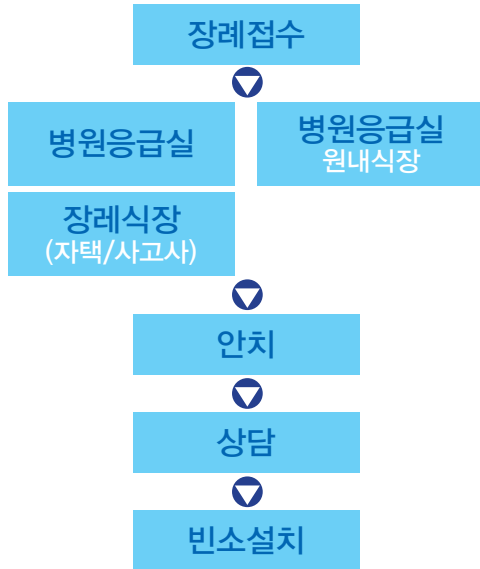 장례접수
병원응급실
병원응급실
원내식장
장레식장
(자택/사고사)
안치
상담
빈소설치